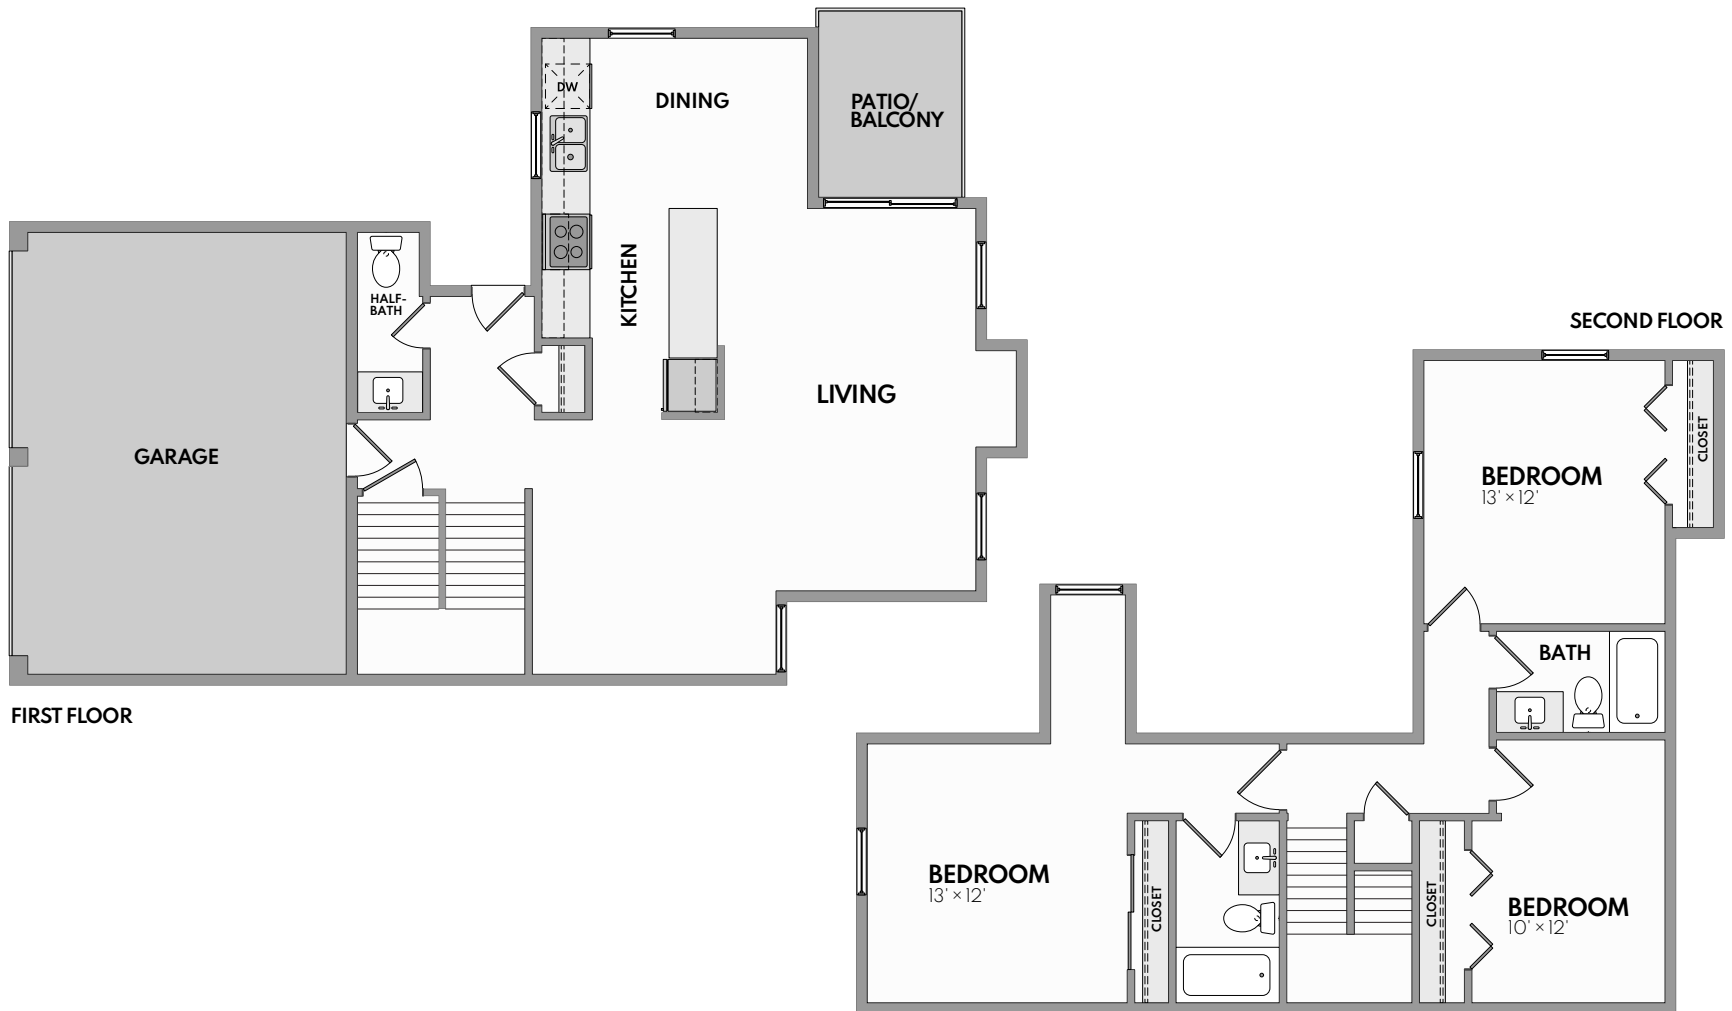 DW
DINING
PATIO/
BALCONY
KITCHEN
HALF-
BATH
LIVING
GARAGE
FIRST FLOOR
SECOND FLOOR
CLOSET
BEDROOM
13' × 12'
BATH
BEDROOM
13' × 12'
CLOSET
CLOSET
BEDROOM
10' × 12'